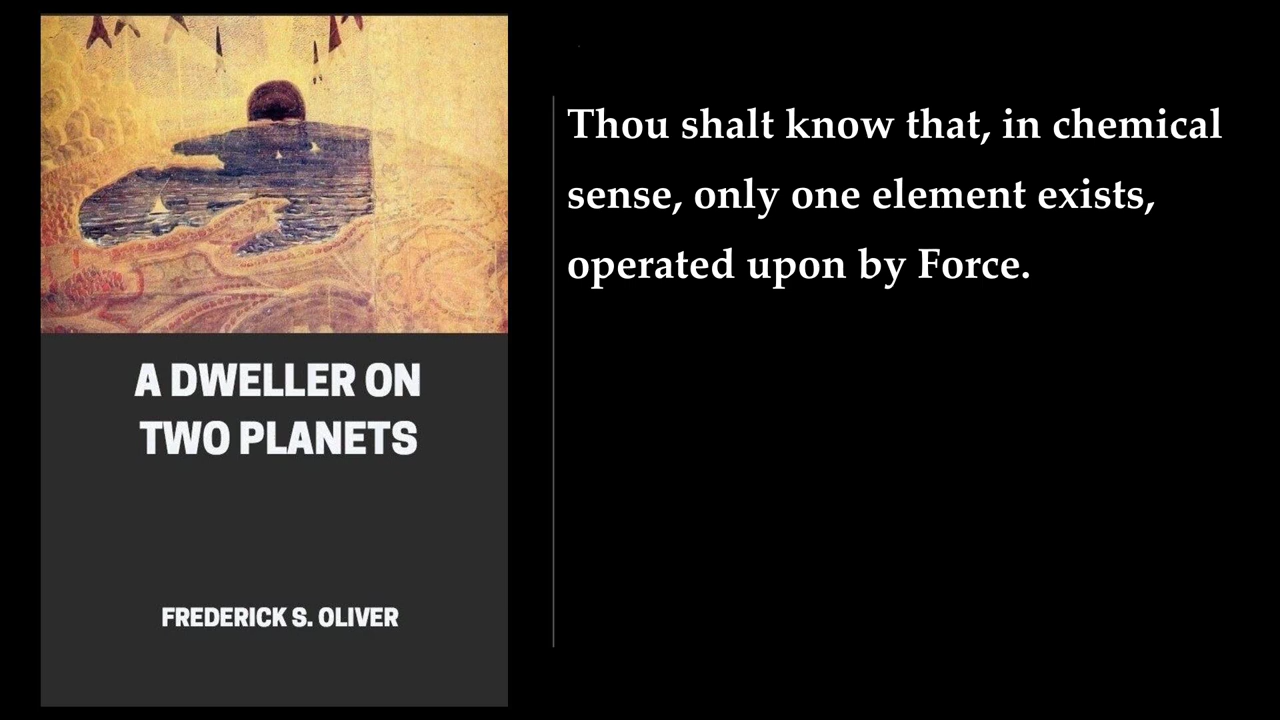 A DWELLER ON
TWO PLANETS
FREDERICK S. OLIVER
Thou shalt know that, in chemical
sense, only one element exists,
operated upon by Force.